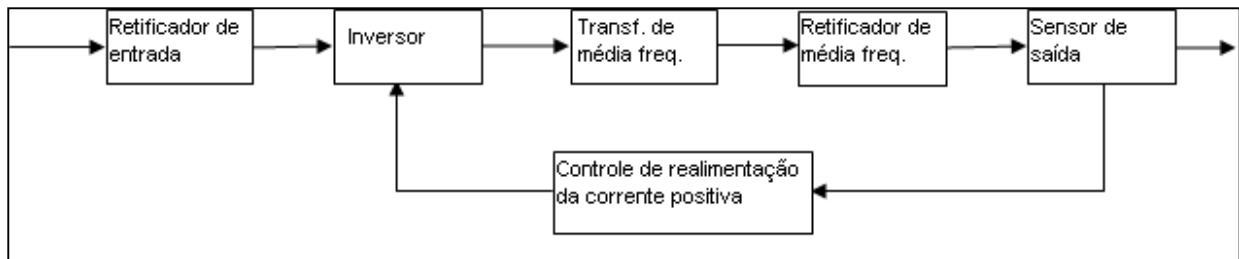 Retificador de
entrada
Inversor
Transf. de
média freq.
Retificador de
média freq.
Sensor de
saída
Controle de realimentação
da corrente positiva